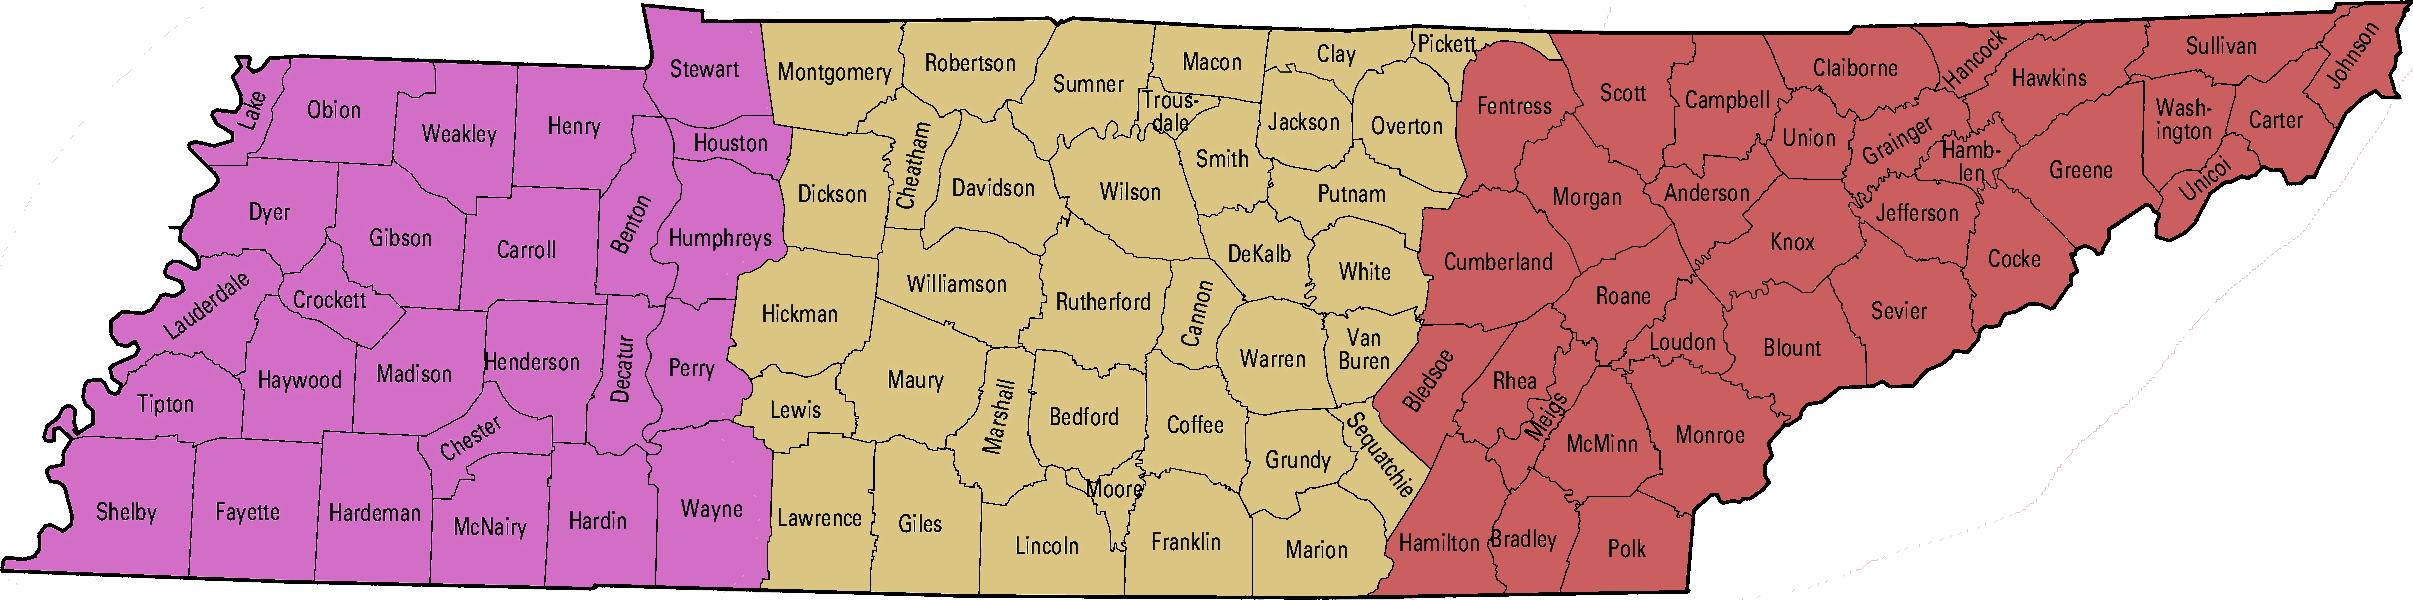 Lake
Obion
Weakley
Henry
Stewart
Houston
Montgomery
Robertson
Sumner
Macon
Trous-
dale
Clay
Pickett
Fentress
Scott
Campbell
Claiborne
Hancock
Hawkins
Sullivan
Johnson
Carter
Wash-
ington
Unicoi
Greene
Hamb-
len
Grainger
Union
Anderson
Morgan
Overton
Jackson
Smith
Putnam
Wilson
Davidson
Cheatham
Dickson
Humphreys
Benton
Carroll
Gibson
Dyer
Lauderdale
Crockett
Haywood
Madison
Henderson
Decatur
Perry
Hickman
Williamson
Rutherford
Cannon
DeKalb
White
Cumberland
Roane
Knox
Jefferson
Cocke
Sevier
Blount
Loudon
Rhea
Meigs
Bledsoe
Van
Buren
Warren
Coffee
Bedford
Marshall
Maury
Lewis
Chester
Tipton
Shelby
Fayette
Hardeman
McNairy
Hardin
Wayne
Lawrence
Giles
Lincoln
Moore
Franklin
Grundy
Sequatchie
Marion
Hamilton
Bradley
Polk
McMinn
Monroe